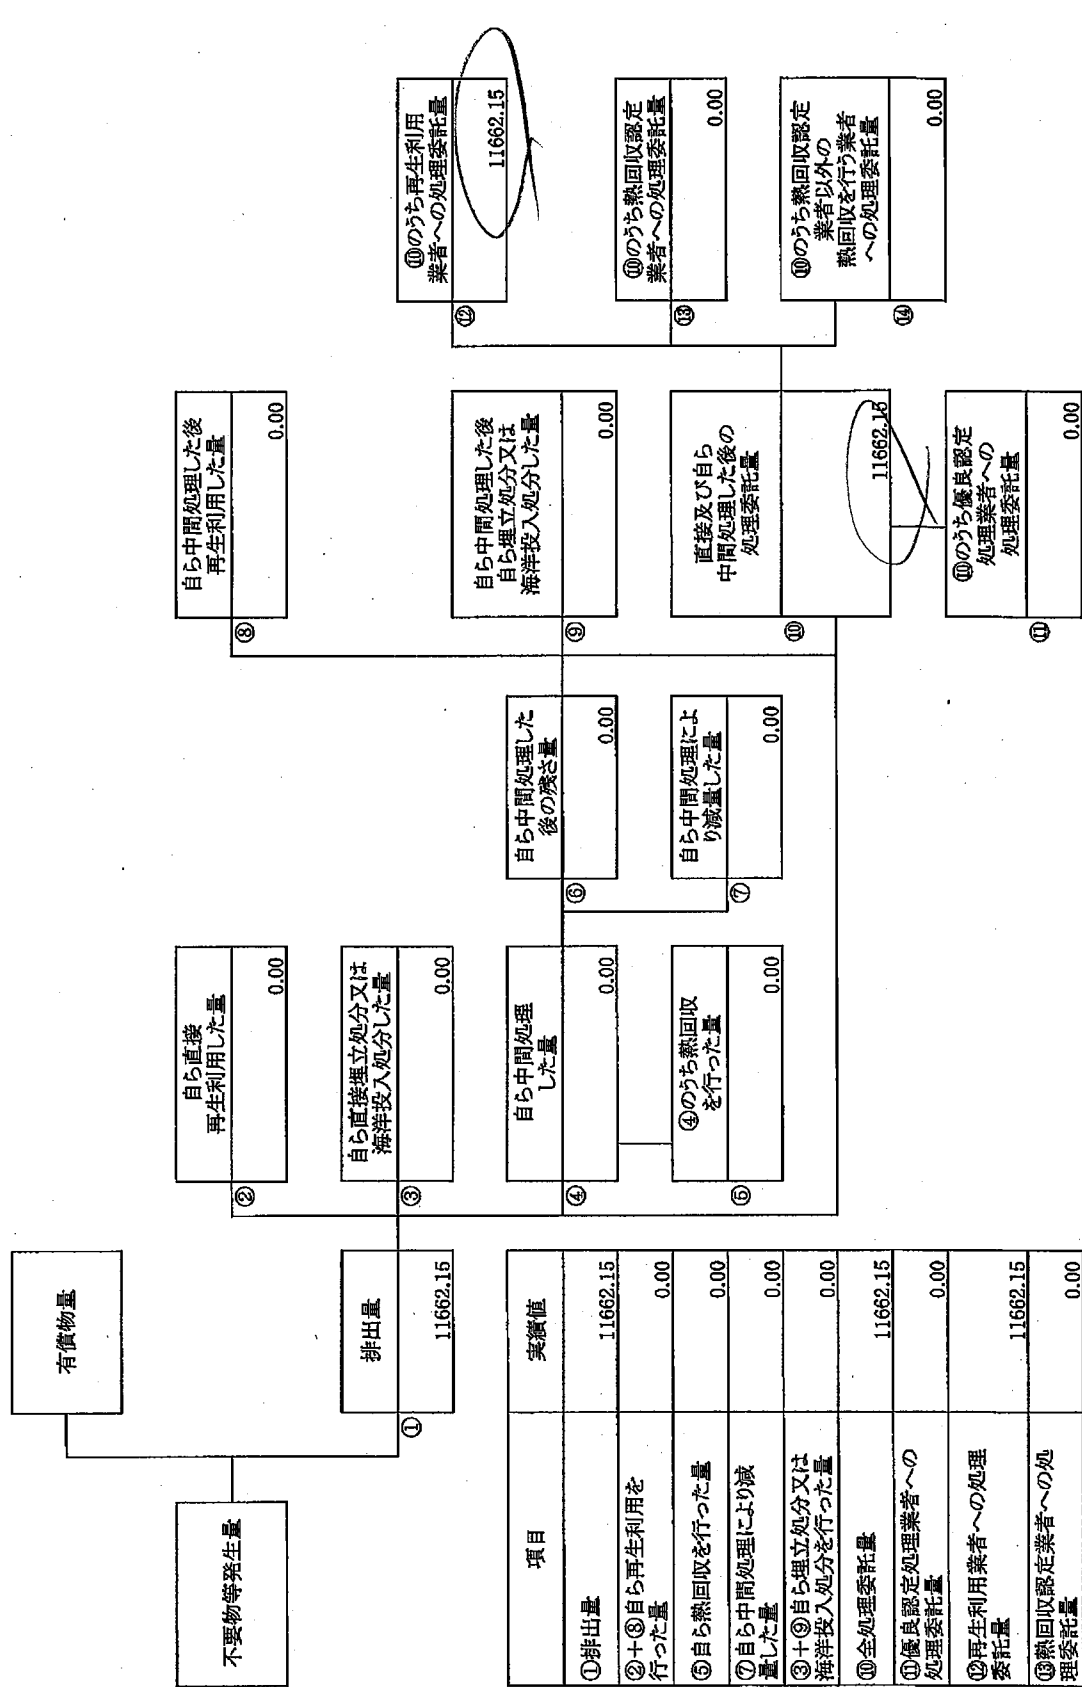 有償物量
不要物等発生量
排出量
①
11662.15
自ら直接
再生利用した量
②
0.00
自ら直接埋立処分又は
海洋投入処分した量
③
0.00
自ら中間処理
した量
④
0.00
④のうち熱回収
を行った量
⑤
0.00
自ら中間処理した
後の残さ量
⑥
0.00
自ら中間処理によ
り減量した量
⑦
0.00
自ら中間処理した後
再生利用した量
⑧
0.00
自ら中間処理した後
自ら埋立処分又は
海洋投入処分した量
⑨
0.00
直接及び自ら
中間処理した後の
処理委託量
⑩
11662.15
⑩のうち優良認定
処理業者への
処理委託量
⑪
0.00
⑩のうち再生利用
業者への処理委託量
⑫
11662.15
⑩のうち熱回収認定
業者への処理委託量
⑬
0.00
⑩のうち熱回収認定
業者以外の
熱回収を行う業者
への処理委託量
⑭
0.00
項目 実績値
①排出量 11662.15
②+⑧自ら再生利用を
行った量 0.00
⑤自ら熱回収を行った量 0.00
⑦自ら中間処理により減
量した量 0.00
③+⑨自ら埋立処分又は
海洋投入処分を行った量 0.00
⑩全処理委託量 11662.15
⑪優良認定処理業者への
処理委託量 0.00
⑫再生利用業者への処理
委託量 11662.15
⑬熱回収認定業者への処
理委託量 0.00